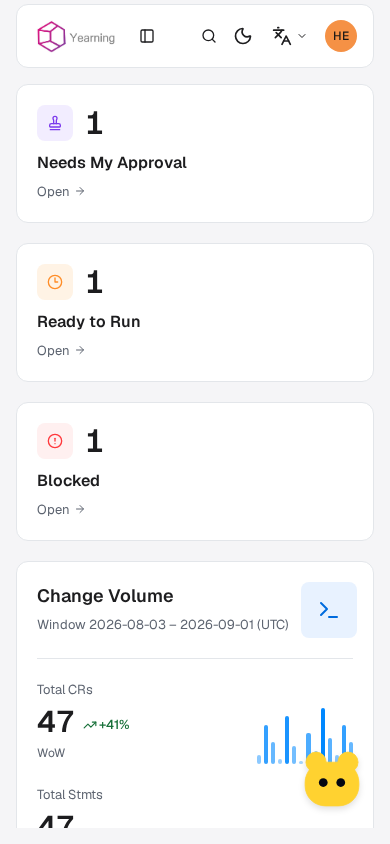 Yearning
HE
1
Needs My Approval
Open →
1
Ready to Run
Open →
1
Blocked
Open →
Change Volume
Window 2026-08-03 – 2026-09-01 (UTC)
Total CRs
47 +41%
WoW
Total Stmts
47